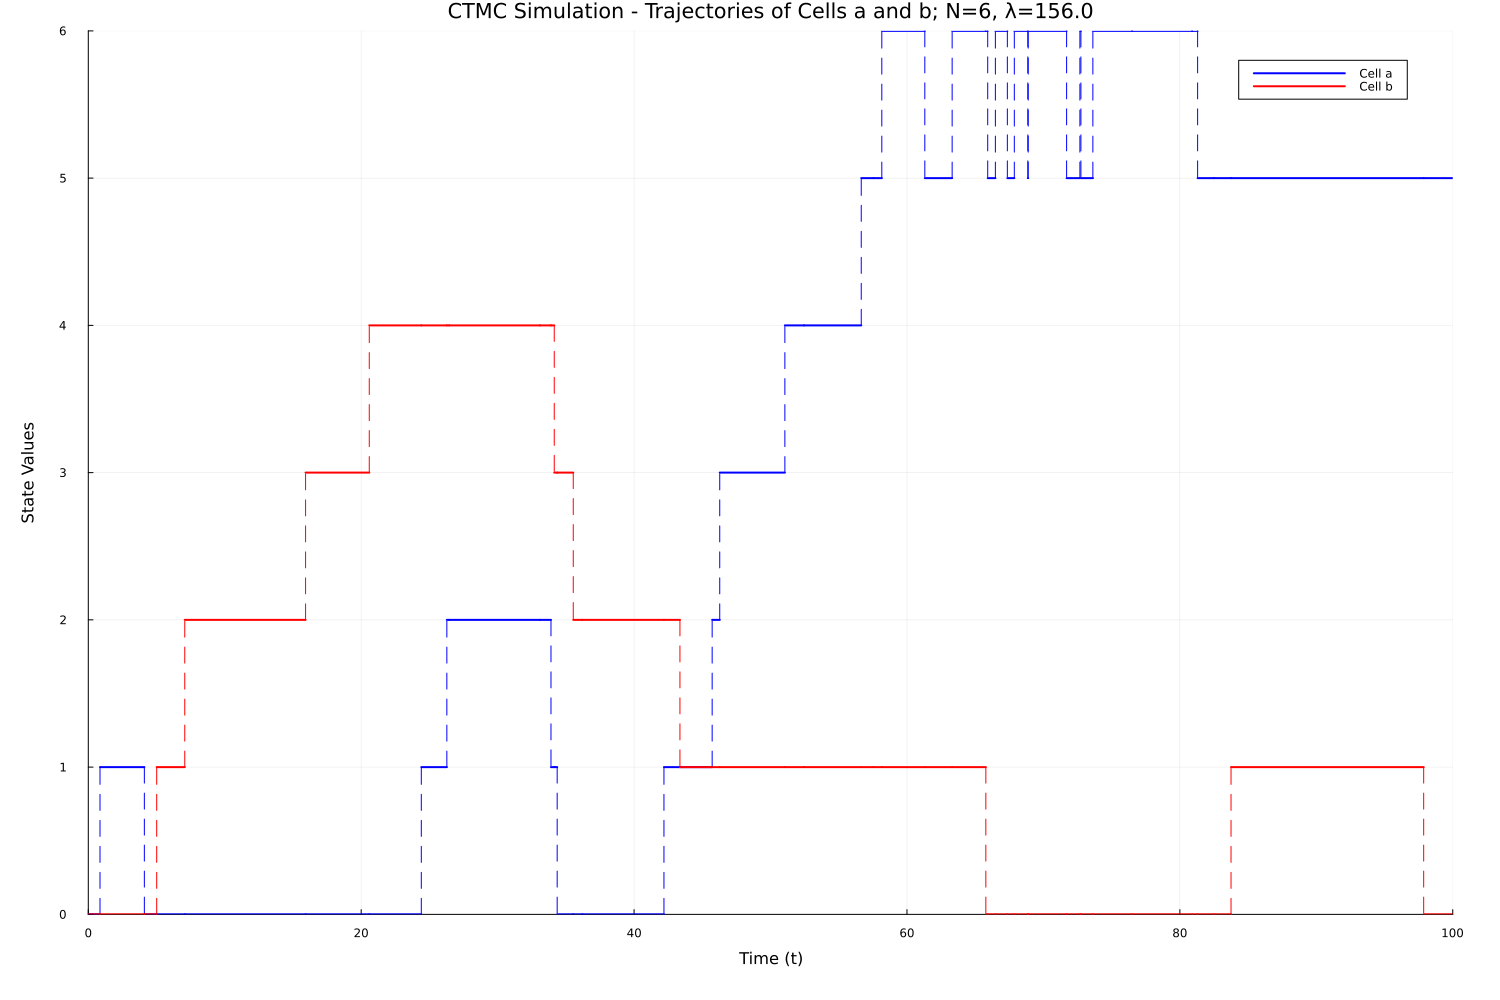 CTMC Simulation - Trajectories of Cells a and b; N=6, λ=156.0
6
5
4
3
2
1
0
State Values
Cell a
Cell b
0 20 40 60 80 100
Time (t)